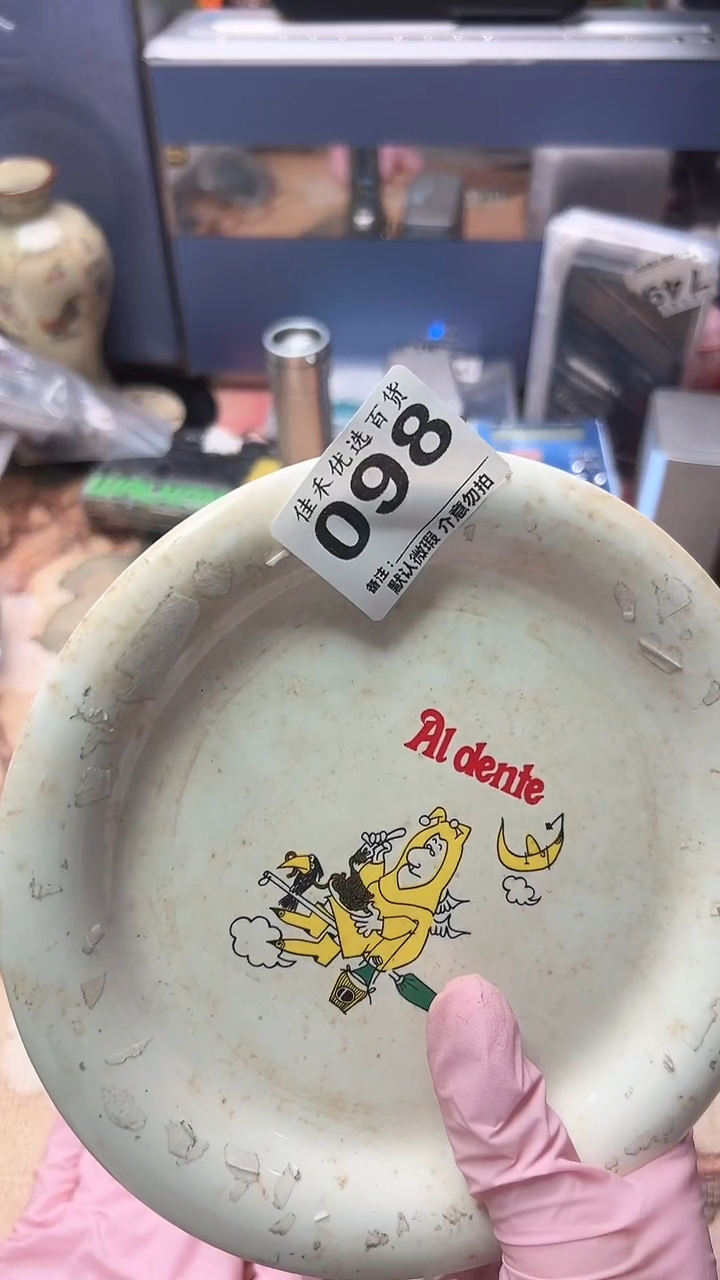 749
佳禾优选百货
098
备注：
默认微瑕 介意勿拍
Al dente